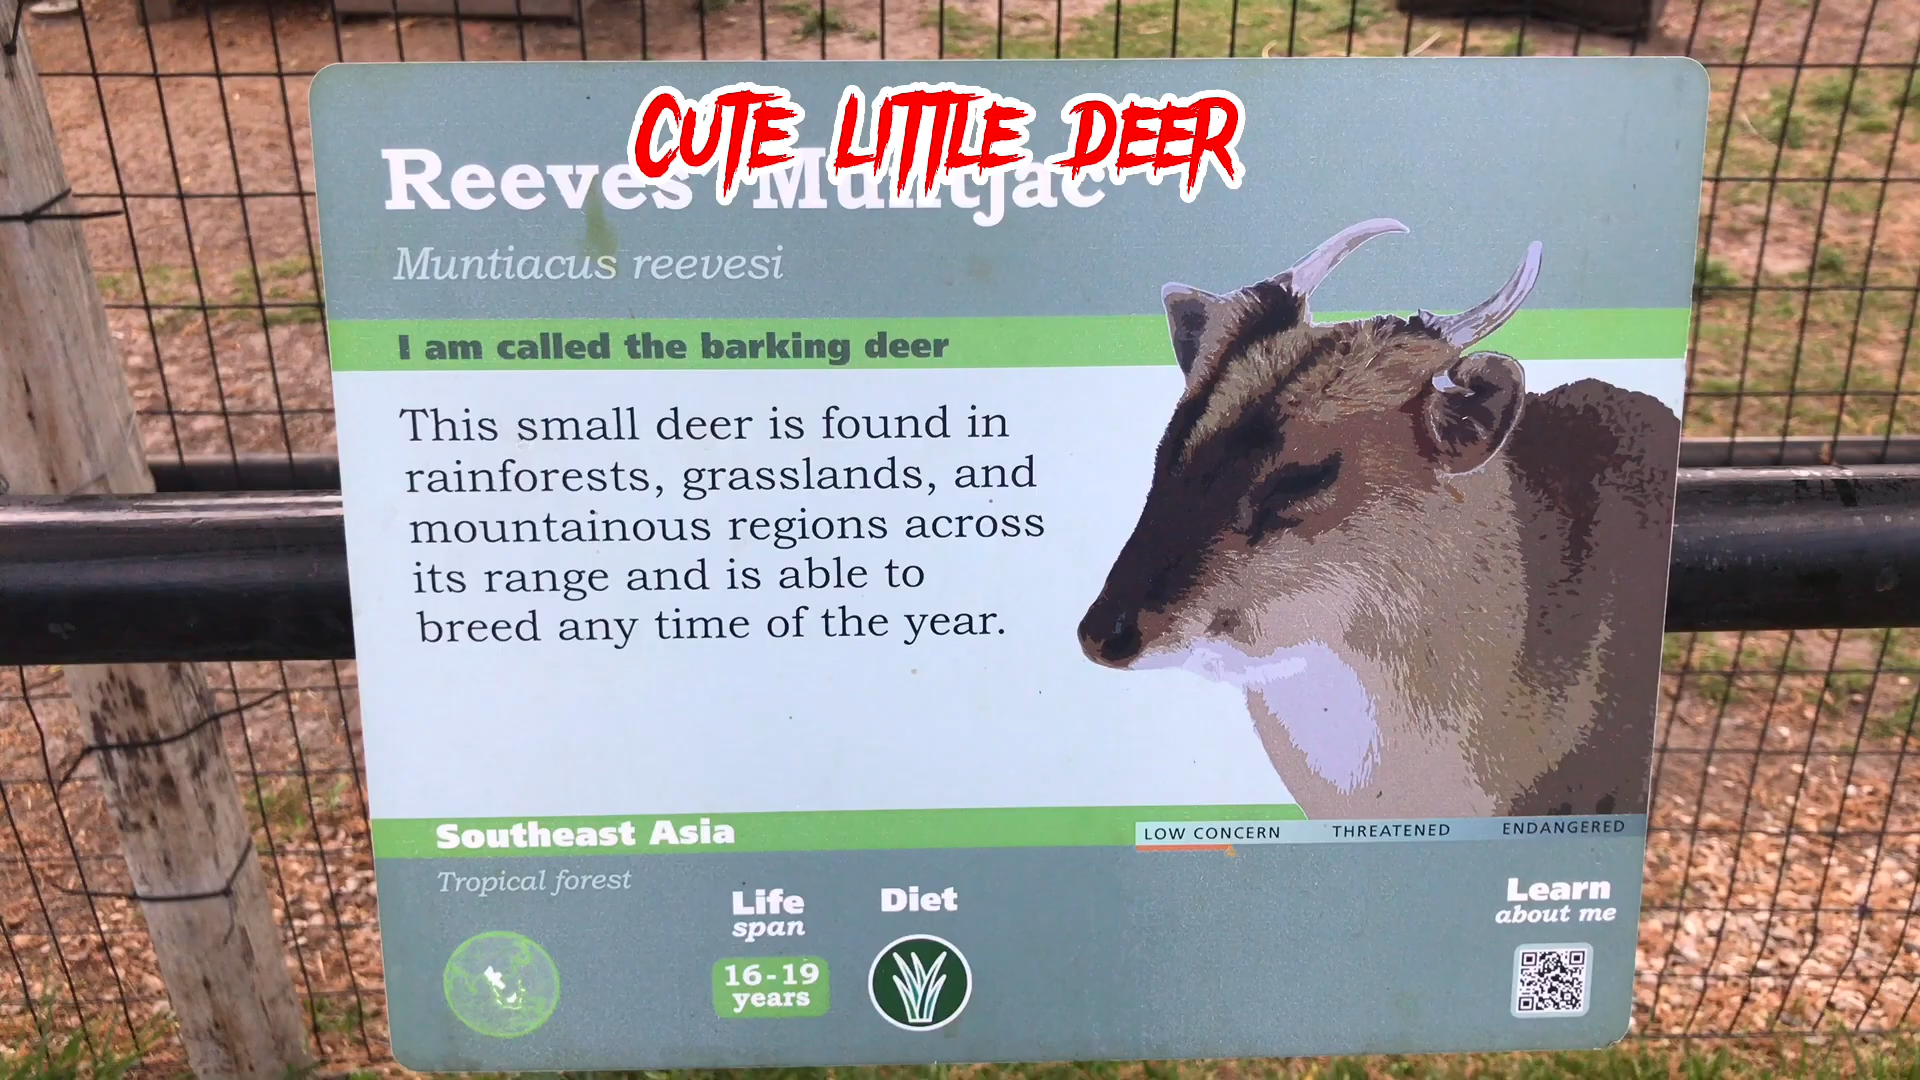 CUTE LITTLE DEER
Reeves' Muntjac
Muntiacus reevesi
I am called the barking deer
This small deer is found in
rainforests, grasslands, and
mountainous regions across
its range and is able to
breed any time of the year.
Southeast Asia
LOW CONCERN THREATENED ENDANGERED
Tropical forest
Life
span
Diet
Learn
about me
16-19
years